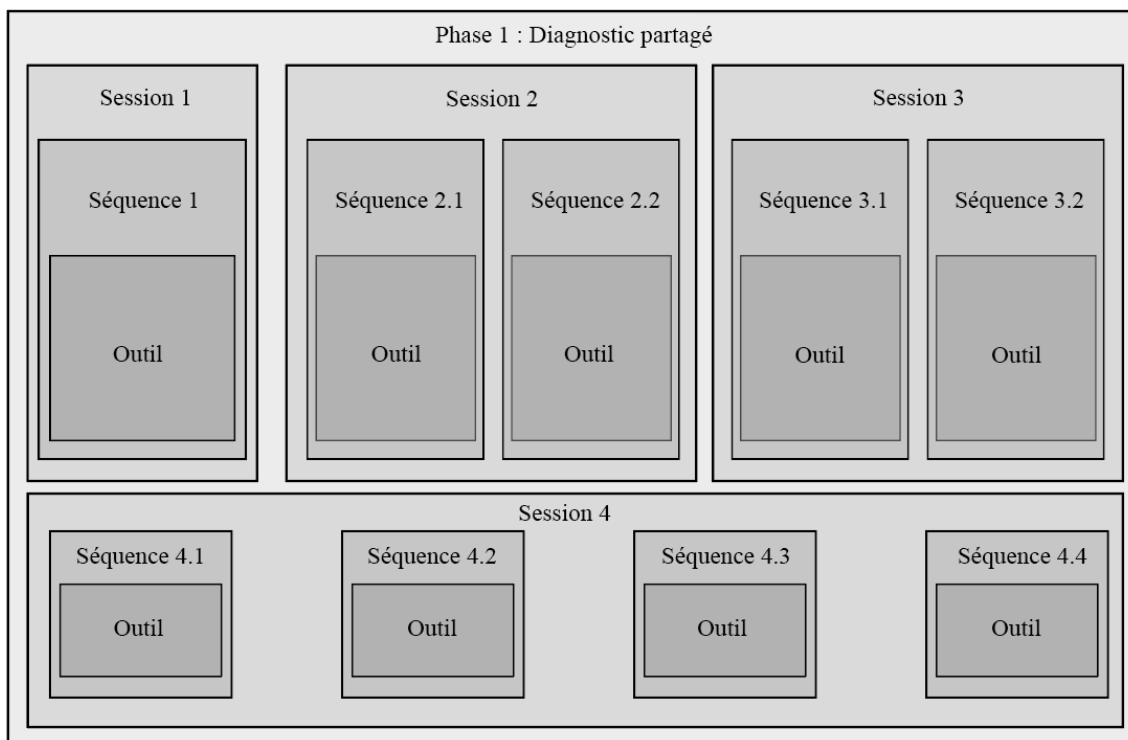 Phase 1 : Diagnostic partagé
Session 1
Session 2
Session 3
Séquence 1
Séquence 2.1
Séquence 2.2
Séquence 3.1
Séquence 3.2
Outil
Outil
Outil
Outil
Outil
Session 4
Séquence 4.1
Séquence 4.2
Séquence 4.3
Séquence 4.4
Outil
Outil
Outil
Outil